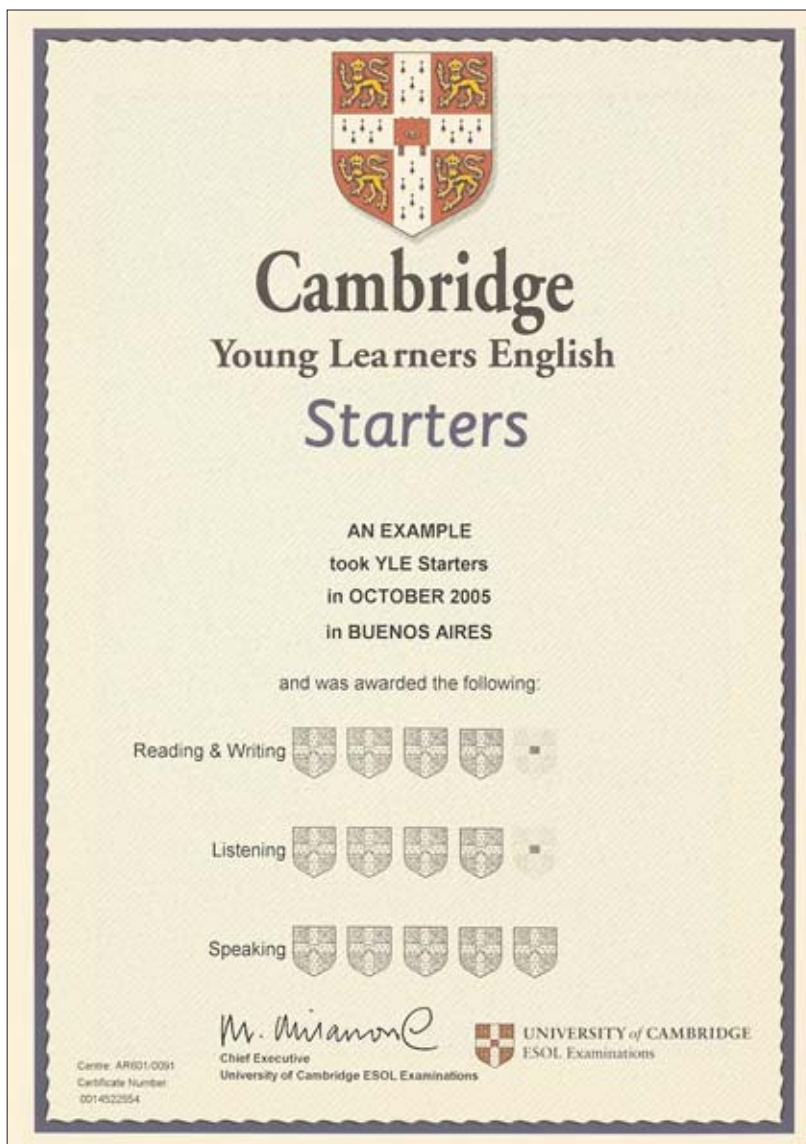 Cambridge
Young Learners English
Starters
AN EXAMPLE
took YLE Starters
in OCTOBER 2005
in BUENOS AIRES
and was awarded the following:
Reading & Writing
Listening
Speaking
Chief Executive
University of Cambridge ESOL Examinations
UNIVERSITY of CAMBRIDGE
ESOL Examinations
Centre: AR601-0091
Certificate Number:
0014522554